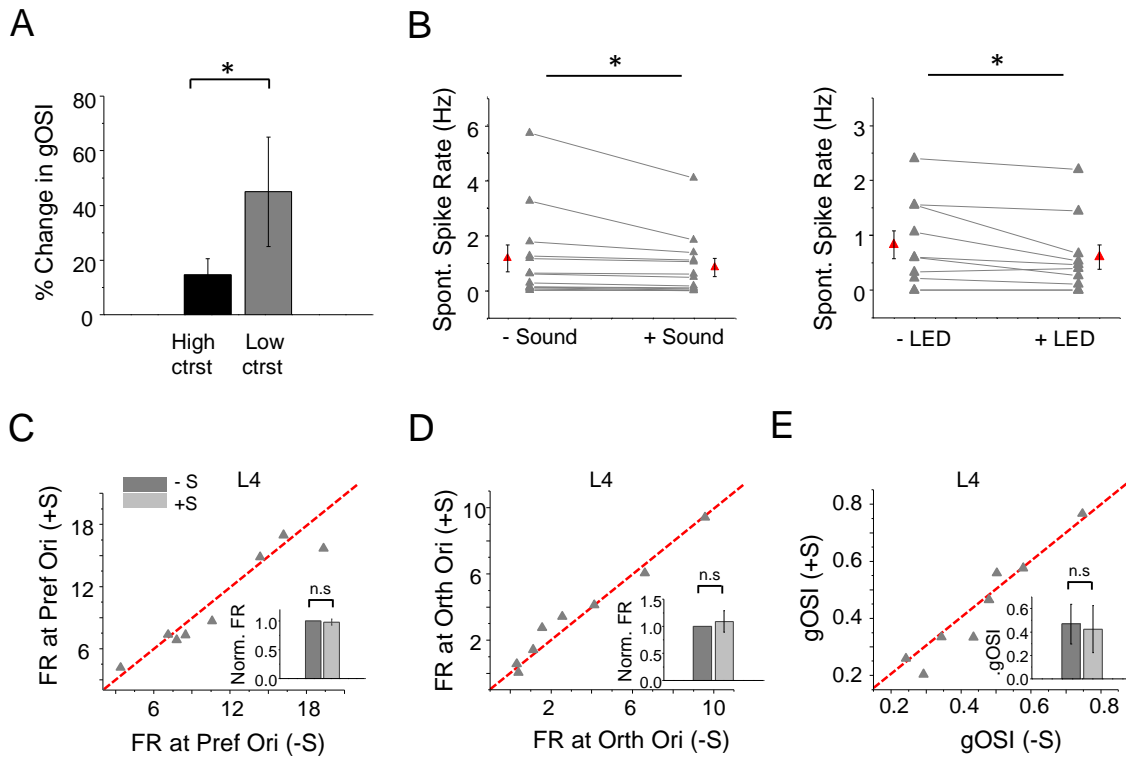 A
% Change in gOSI
80
60
40
20
0
*
High ctrst
Low ctrst
B
Spont. Spike Rate (Hz)
6
4
2
0
*
- Sound
+ Sound
Spont. Spike Rate (Hz)
3
2
1
0
*
- LED
+ LED
C
L4
- S
+S
FR at Pref Ori (+S)
18
15
12
9
6
3
6
12
18
FR at Pref Ori (-S)
Norm. FR
1.0
0.5
0.0
n.s
D
L4
FR at Orth Ori (+S)
10
6
2
2
6
10
FR at Orth Ori (-S)
Norm. FR
1.5
1.0
0.5
0.0
n.s
E
L4
gOSI (+S)
0.8
0.6
0.4
0.2
0.2
0.4
0.6
0.8
gOSI (-S)
.gOSI
0.6
0.4
0.2
0.0
n.s